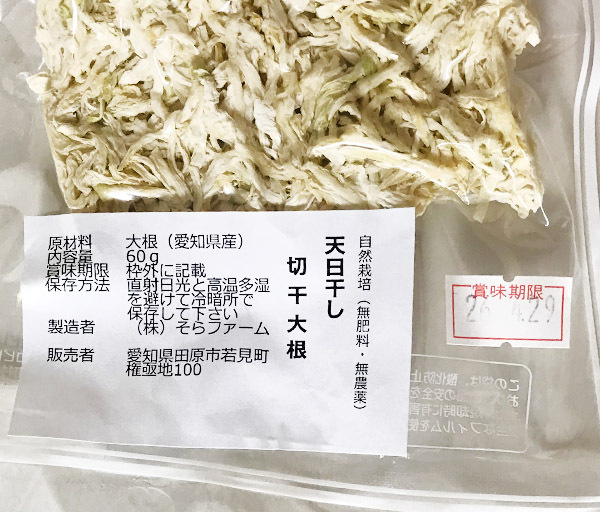 自然栽培（無肥料・無農薬）
天日干し
切干大根
原材料 大根（愛知県産）
内容量 60g
賞味期限 枠外に記載
保存方法 直射日光と高温多湿
を避けて冷暗所で
保存して下さい
製造者 （株）そらファーム
販売者 愛知県田原市若見町
権亟地100
賞味期限
26. 4.29